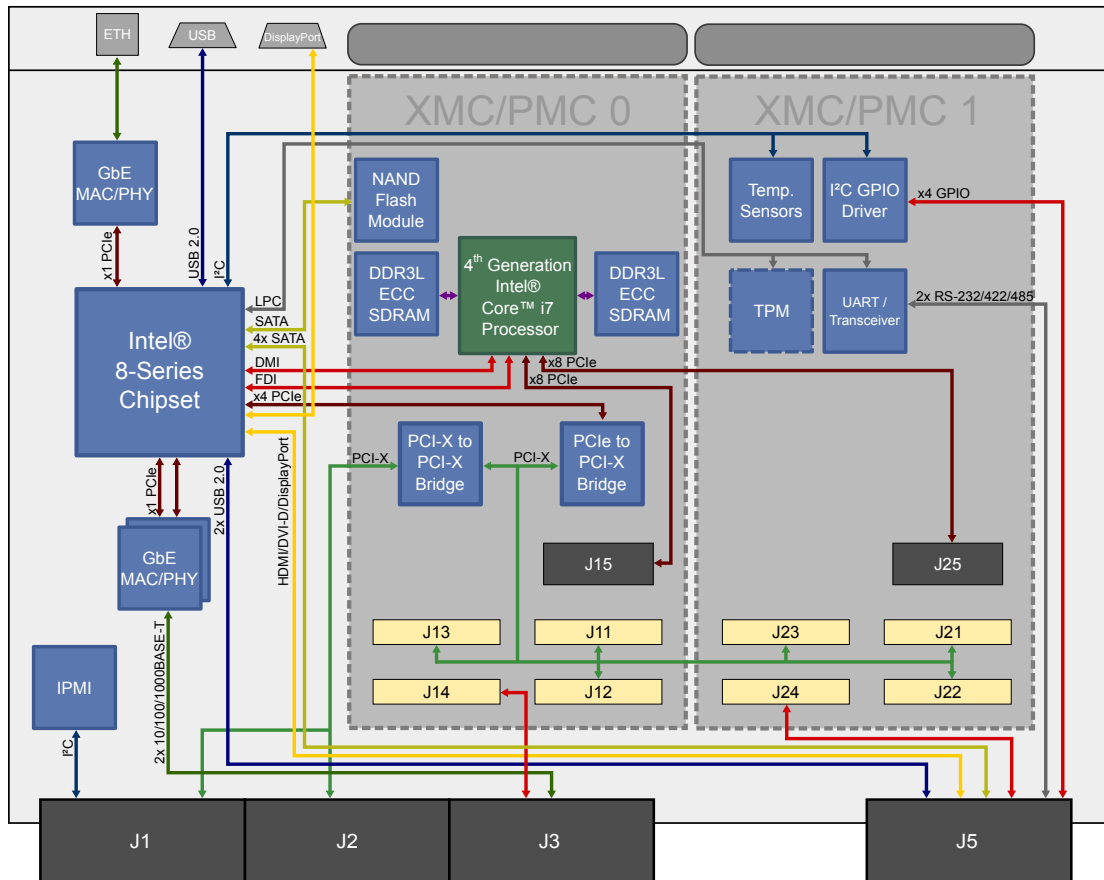 ETH
USB
DisplayPort
XMC/PMC 0
XMC/PMC 1
GbE
MAC/PHY
NAND
Flash
Module
Temp.
Sensors
I²C GPIO
Driver
x4 GPIO
x1 PCIe
USB 2.0
I²C
DDR3L
ECC
SDRAM
4th Generation
Intel®
Core™ i7
Processor
DDR3L
ECC
SDRAM
TPM
UART /
Transceiver
2x RS-232/422/485
Intel®
8-Series
Chipset
LPC
SATA
4x SATA
DMI
FDI
x4 PCIe
x8 PCIe
x8 PCIe
PCI-X
PCI-X to
PCI-X
Bridge
PCI-X
PCIe to
PCI-X
Bridge
x1 PCIe
2x USB 2.0
HDMI/DVI-D/DisplayPort
GbE
MAC/PHY
J15
J25
J13
J11
J23
J21
J14
J12
J24
J22
IPMI
I²C
2x 10/100/1000BASE-T
J1
J2
J3
J5